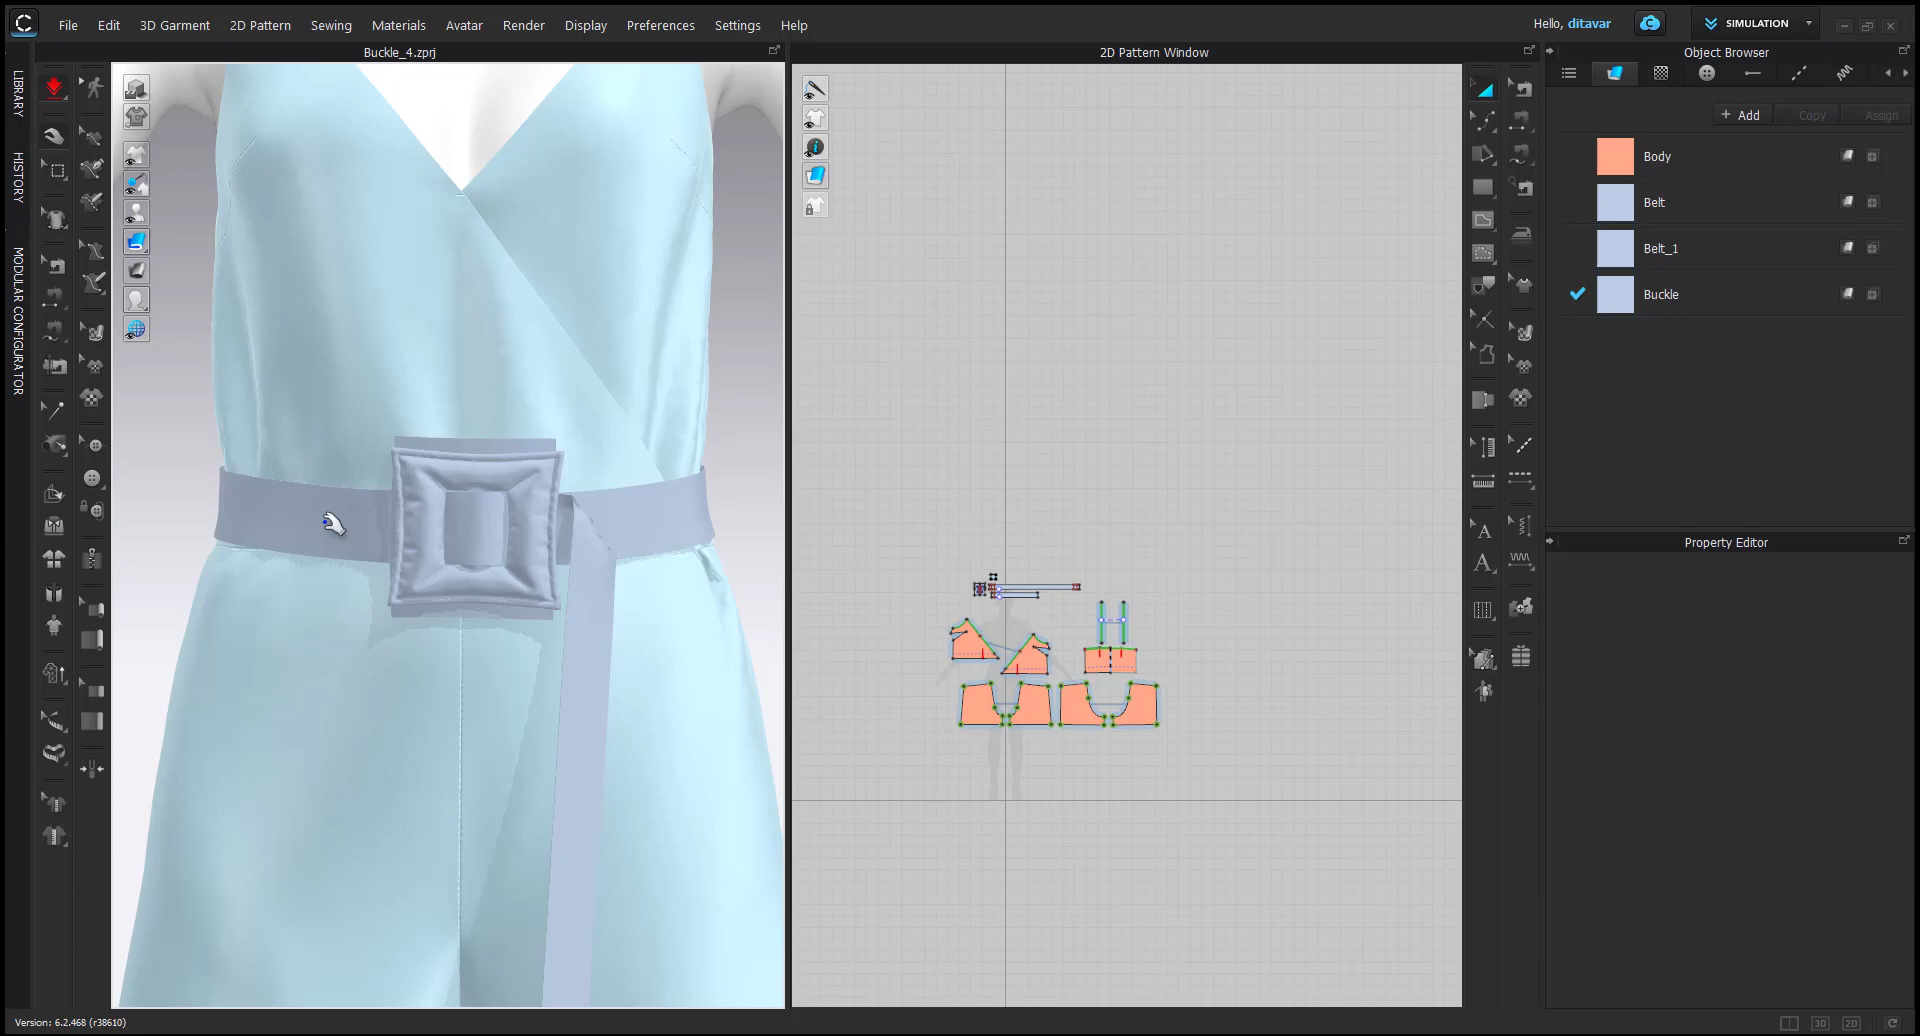 File Edit 3D Garment 2D Pattern Sewing Materials Avatar Render Display Preferences Settings Help
Hello, ditavar
SIMULATION
Buckle_4.zprj
2D Pattern Window
Object Browser
LIBRARY
HISTORY
MODULAR CONFIGURATOR
+ Add
Copy
Assign
Body
Belt
Belt_1
Buckle
Property Editor
A
A
Version: 6.2.468 (r38610)
3D
2D